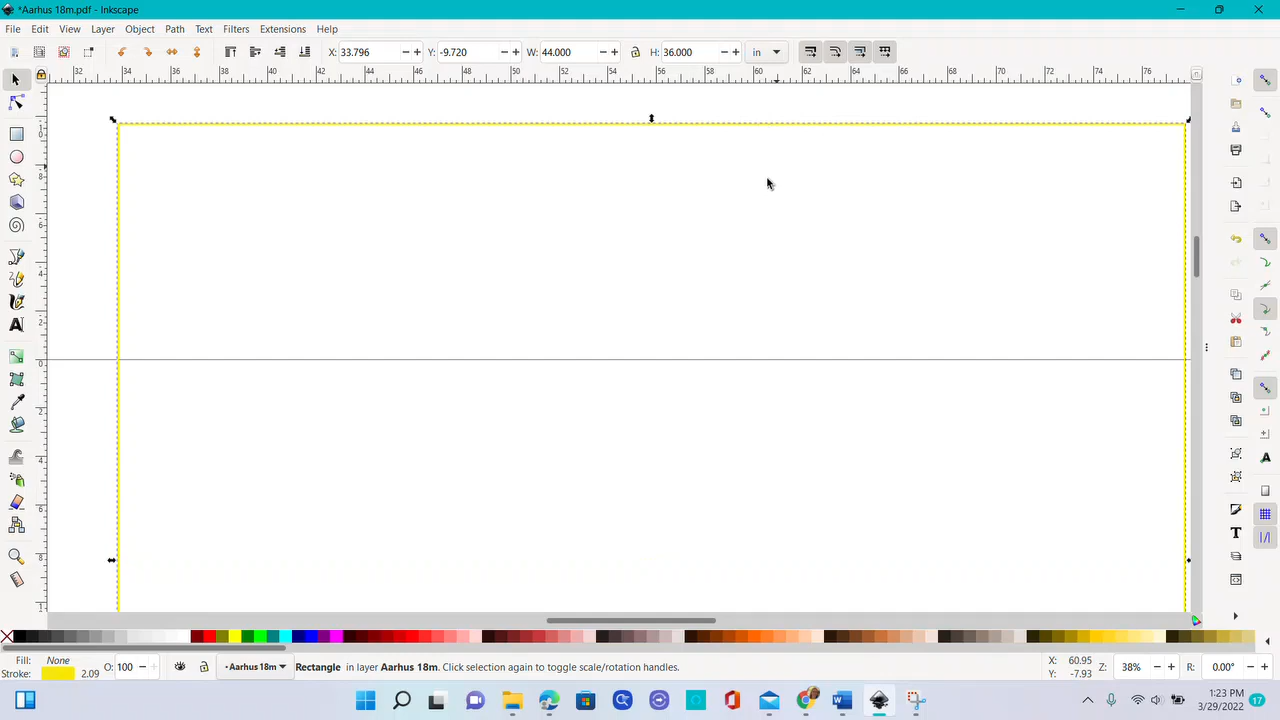 *Aarhus 18m.pdf - Inkscape
File Edit View Layer Object Path Text Filters Extensions Help
X: 33.796 Y: -9.720 W: 44.000 H: 36.000 in
32 34 36 38 40 42 44 46 48 50 52 54 56 58 60 62 64 66 68 70 72 74 76
Fill: None O: 100 Aarhus 18m Rectangle in layer Aarhus 18m. Click selection again to toggle scale/rotation handles. X: 60.95 Z: 38% R: 0.00°
Stroke: 2.09 Y: -7.93
1:23 PM
3/29/2022
17